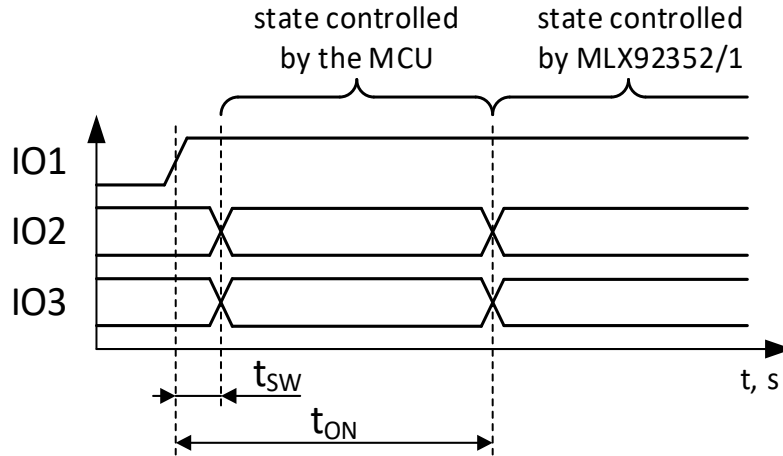 state controlled
by the MCU
state controlled
by MLX92352/1
IO1
IO2
IO3
t, s
tSW
tON